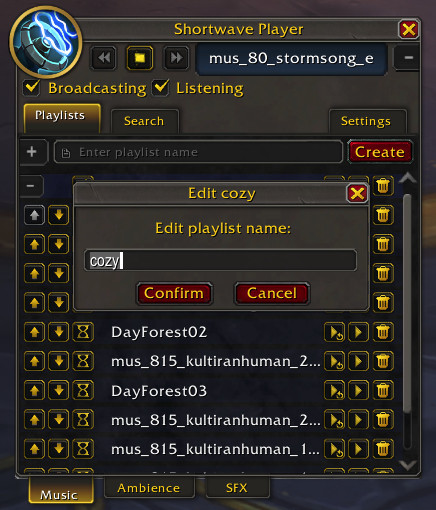 Shortwave Player
mus_80_stormsong_e
Broadcasting
Listening
Playlists
Search
Settings
Enter playlist name
Create
Edit cozy
Edit playlist name:
cozy
Confirm
Cancel
DayForest02
mus_815_kultiranhuman_2...
DayForest03
mus_815_kultiranhuman_2...
mus_815_kultiranhuman_1...
Music
Ambience
SFX